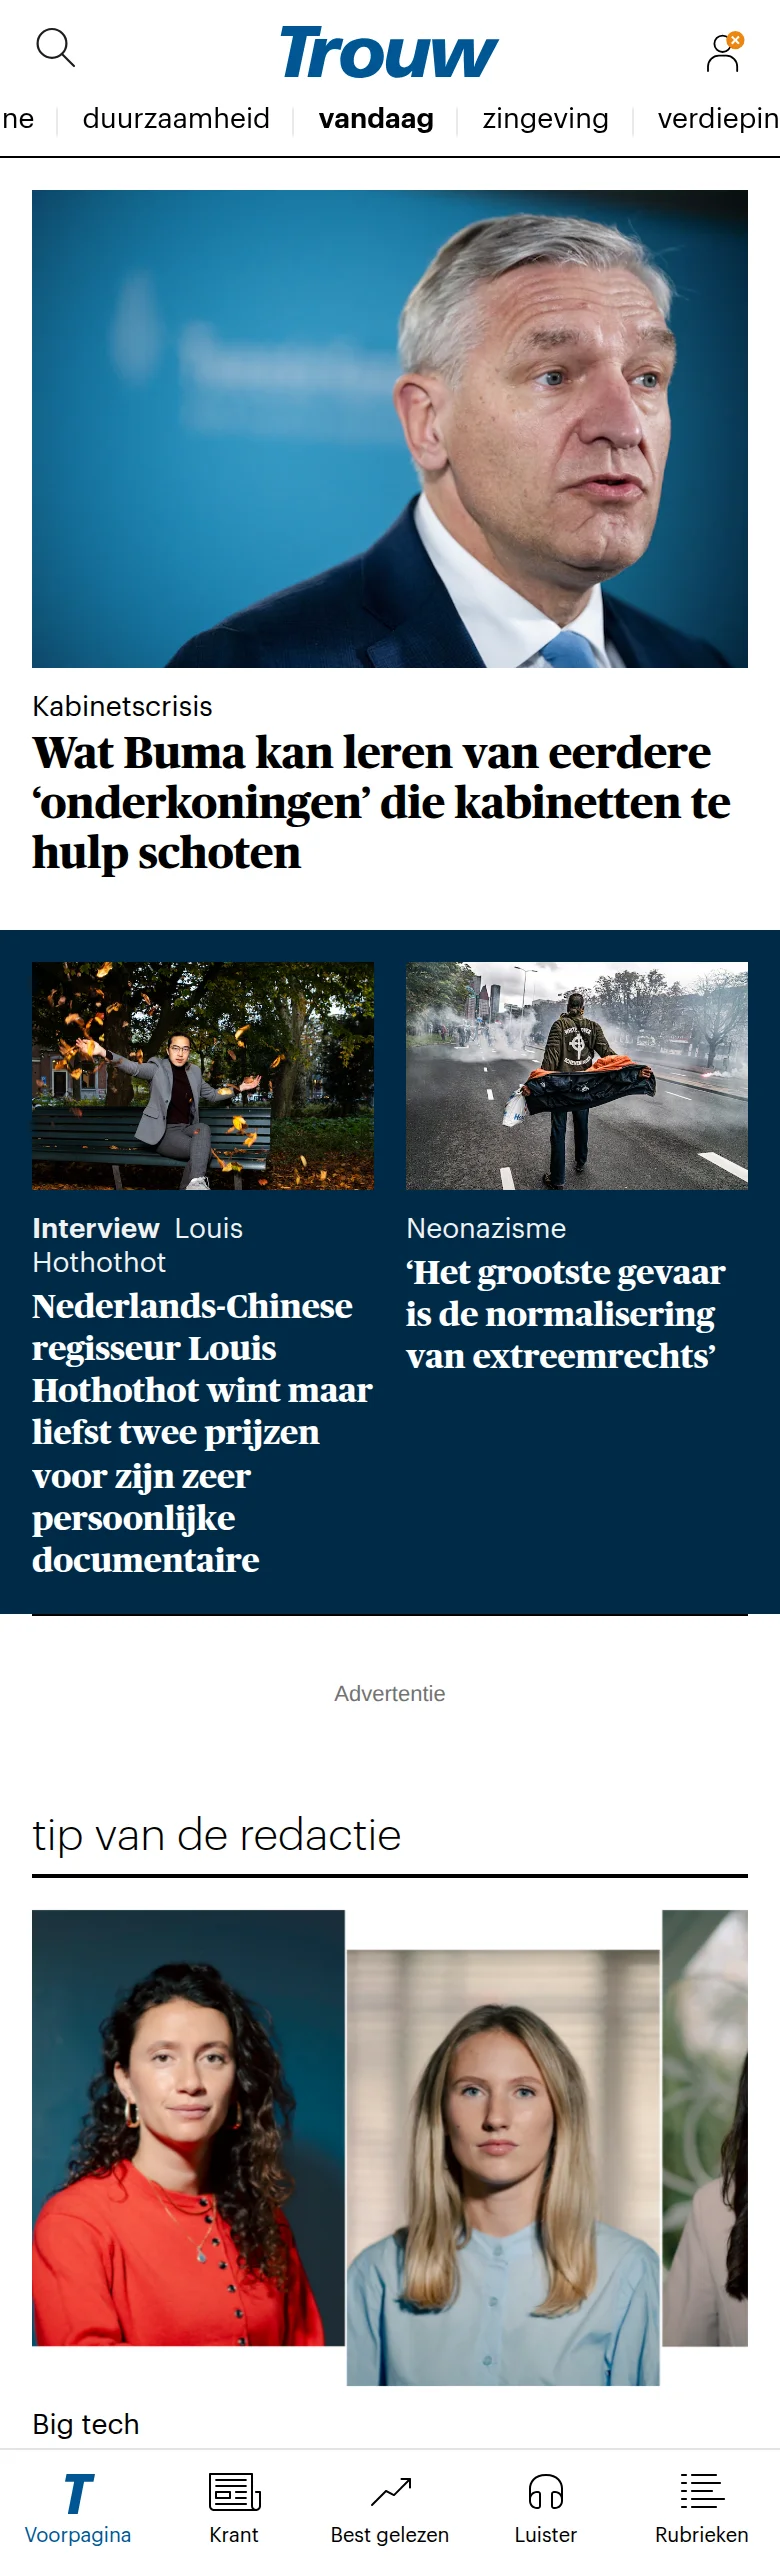 Trouw
ne
duurzaamheid
vandaag
zingeving
verdiepin
Kabinetscrisis
Wat Buma kan leren van eerdere
‘onderkoningen’ die kabinetten te
hulp schoten
Interview Louis
Hothothot
Nederlands-Chinese
regisseur Louis
Hothothot wint maar
liefst twee prijzen
voor zijn zeer
persoonlijke
documentaire
Neonazisme
‘Het grootste gevaar
is de normalisering
van extreemrechts’
Advertentie
tip van de redactie
Big tech
T
Voorpagina
Krant
Best gelezen
Luister
Rubrieken